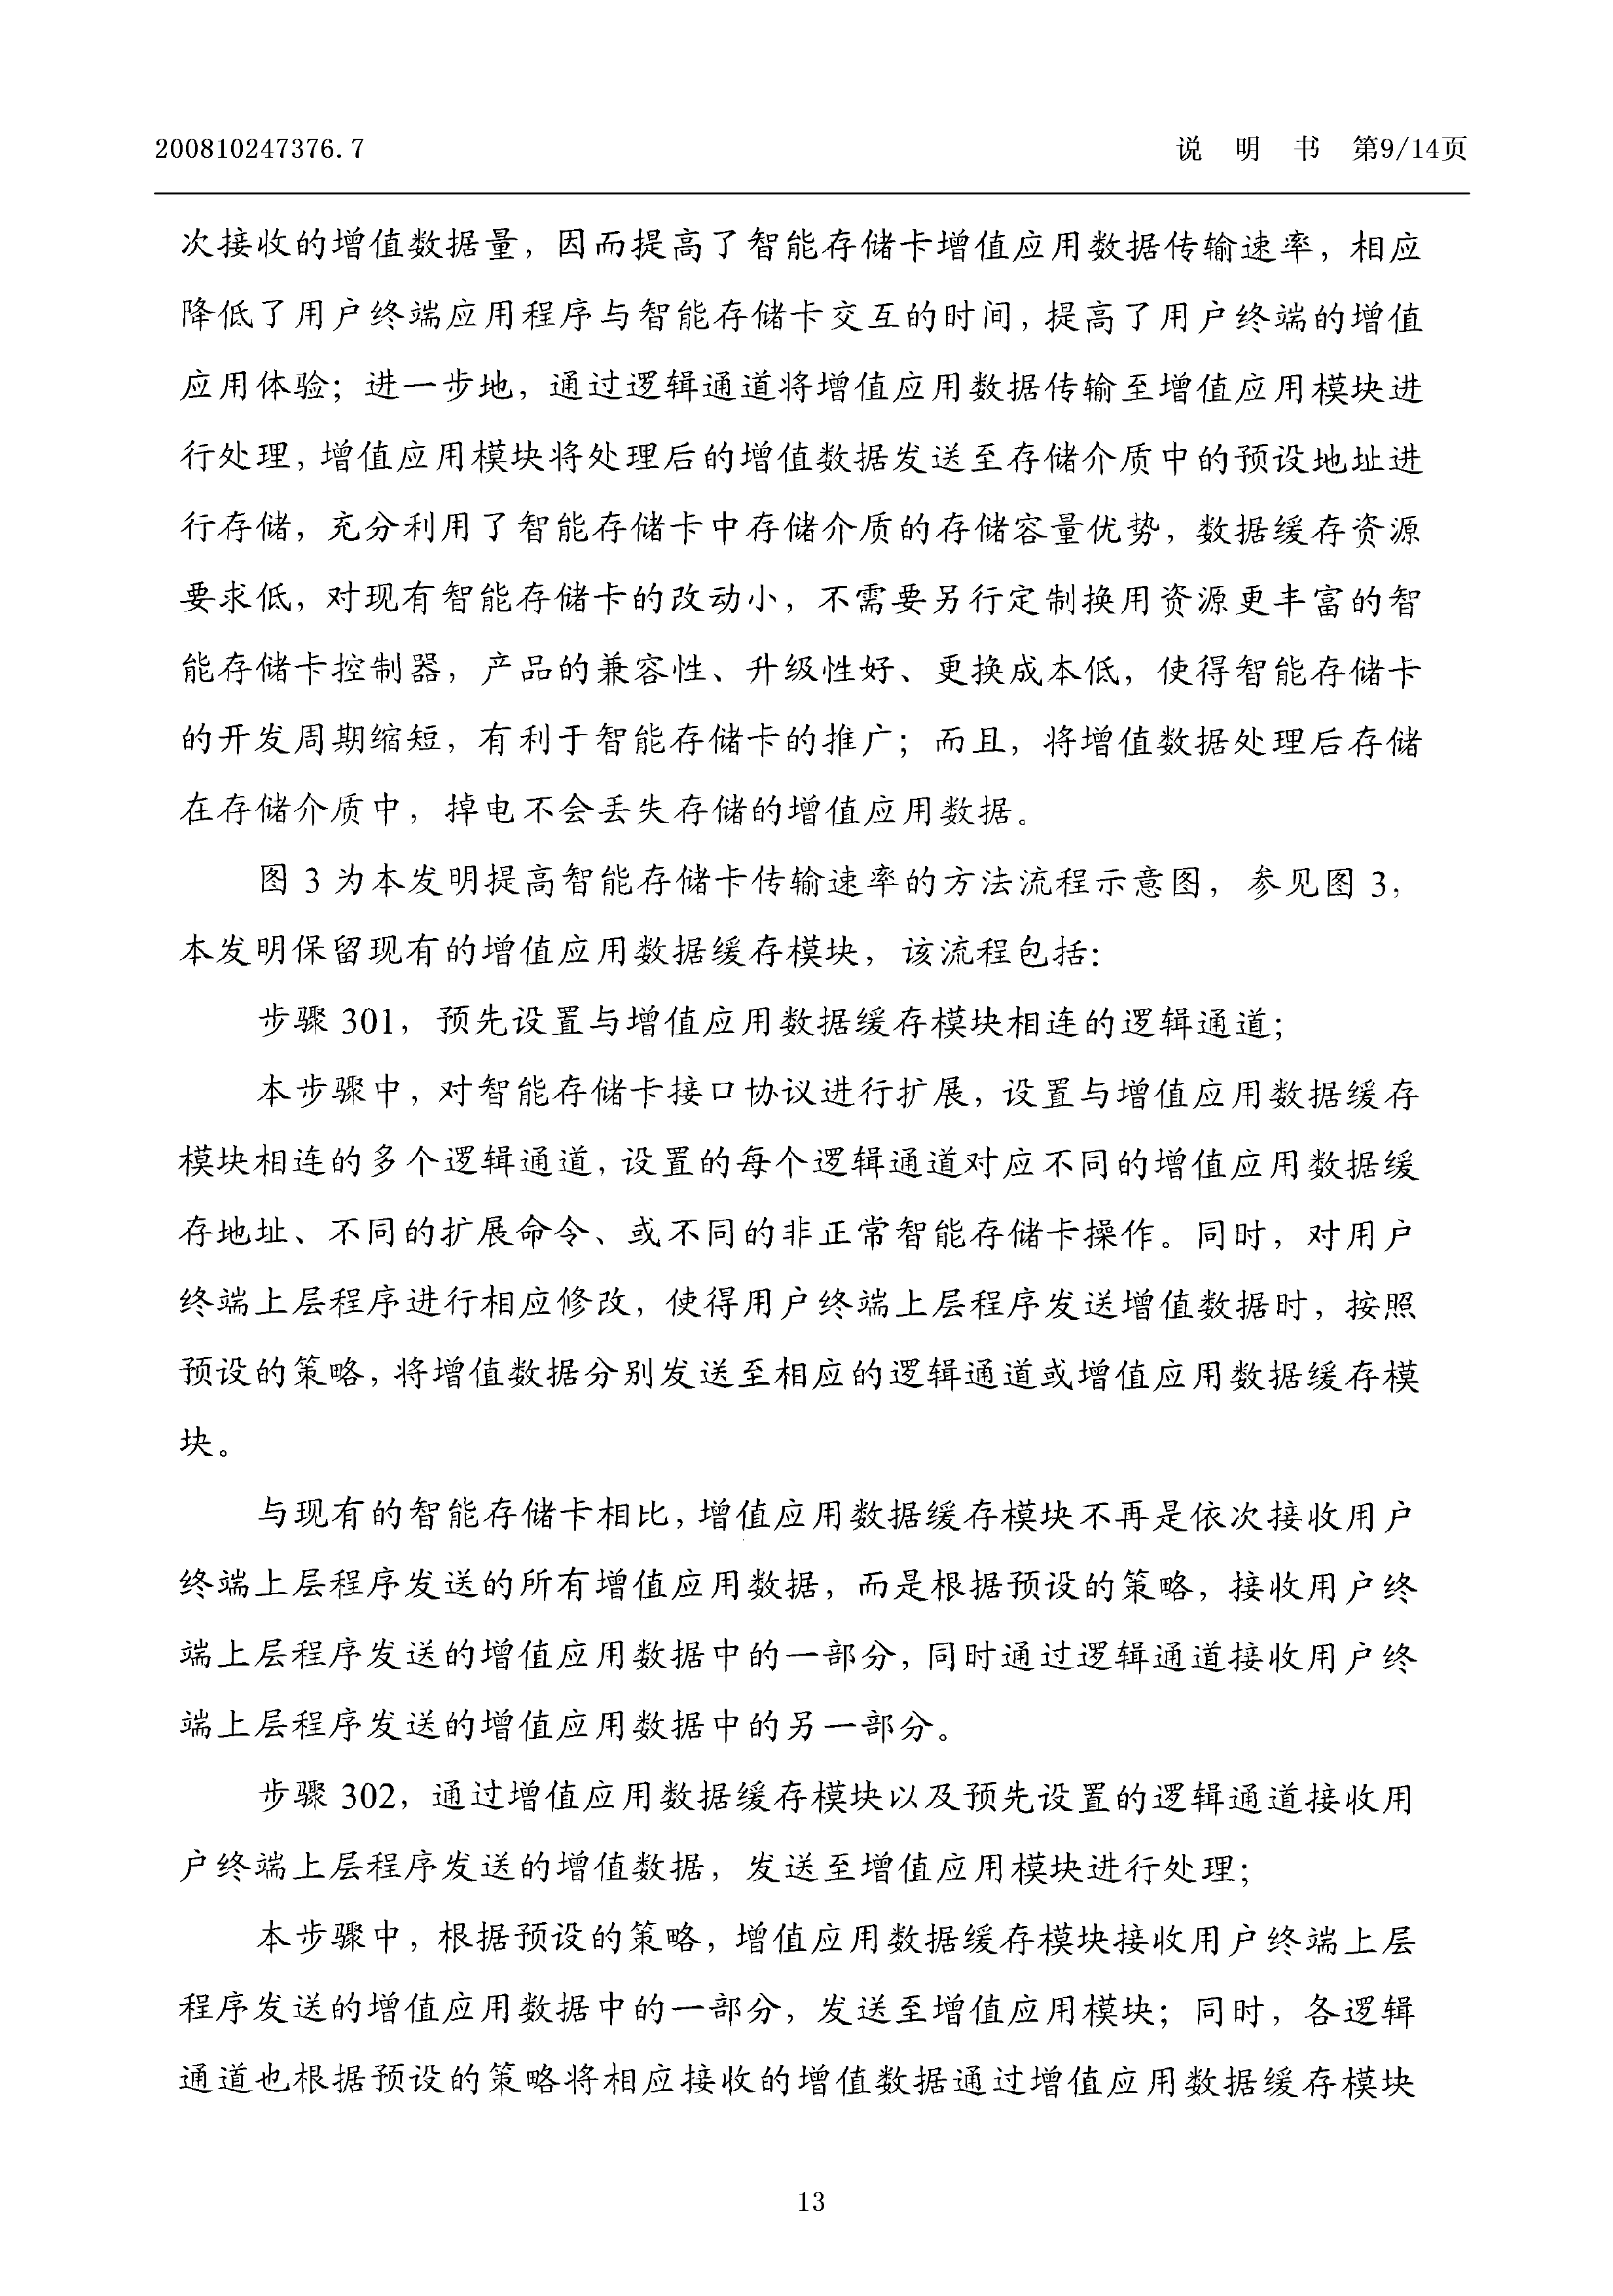 200810247376.7 说 明 书 第9/14页
次接收的增值数据量，因而提高了智能存储卡增值应用数据传输速率，相应
降低了用户终端应用程序与智能存储卡交互的时间，提高了用户终端的增值
应用体验；进一步地，通过逻辑通道将增值应用数据传输至增值应用模块进
行处理，增值应用模块将处理后的增值数据发送至存储介质中的预设地址进
行存储，充分利用了智能存储卡中存储介质的存储容量优势，数据缓存资源
要求低，对现有智能存储卡的改动小，不需要另行定制换用资源更丰富的智
能存储卡控制器，产品的兼容性、升级性好、更换成本低，使得智能存储卡
的开发周期缩短，有利于智能存储卡的推广；而且，将增值数据处理后存储
在存储介质中，掉电不会丢失存储的增值应用数据。
图 3 为本发明提高智能存储卡传输速率的方法流程示意图，参见图 3，
本发明保留现有的增值应用数据缓存模块，该流程包括：
步骤 301，预先设置与增值应用数据缓存模块相连的逻辑通道；
本步骤中，对智能存储卡接口协议进行扩展，设置与增值应用数据缓存
模块相连的多个逻辑通道，设置的每个逻辑通道对应不同的增值应用数据缓
存地址、不同的扩展命令、或不同的非正常智能存储卡操作。同时，对用户
终端上层程序进行相应修改，使得用户终端上层程序发送增值数据时，按照
预设的策略，将增值数据分别发送至相应的逻辑通道或增值应用数据缓存模
块。
与现有的智能存储卡相比，增值应用数据缓存模块不再是依次接收用户
终端上层程序发送的所有增值应用数据，而是根据预设的策略，接收用户终
端上层程序发送的增值应用数据中的一部分，同时通过逻辑通道接收用户终
端上层程序发送的增值应用数据中的另一部分。
步骤 302，通过增值应用数据缓存模块以及预先设置的逻辑通道接收用
户终端上层程序发送的增值数据，发送至增值应用模块进行处理；
本步骤中，根据预设的策略，增值应用数据缓存模块接收用户终端上层
程序发送的增值应用数据中的一部分，发送至增值应用模块；同时，各逻辑
通道也根据预设的策略将相应接收的增值数据通过增值应用数据缓存模块
13